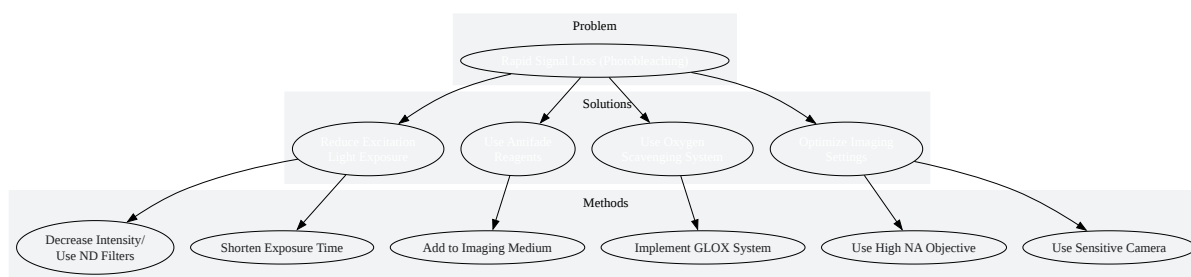 Problem
Rapid Signal Loss (Photobleaching)
Solutions
Reduce Excitation
Light Exposure
Use Antifade
Reagents
Use Oxygen
Scavenging System
Optimize Imaging
Settings
Methods
Decrease Intensity/
Use ND Filters
Shorten Exposure Time
Add to Imaging Medium
Implement GLOX System
Use High NA Objective
Use Sensitive Camera